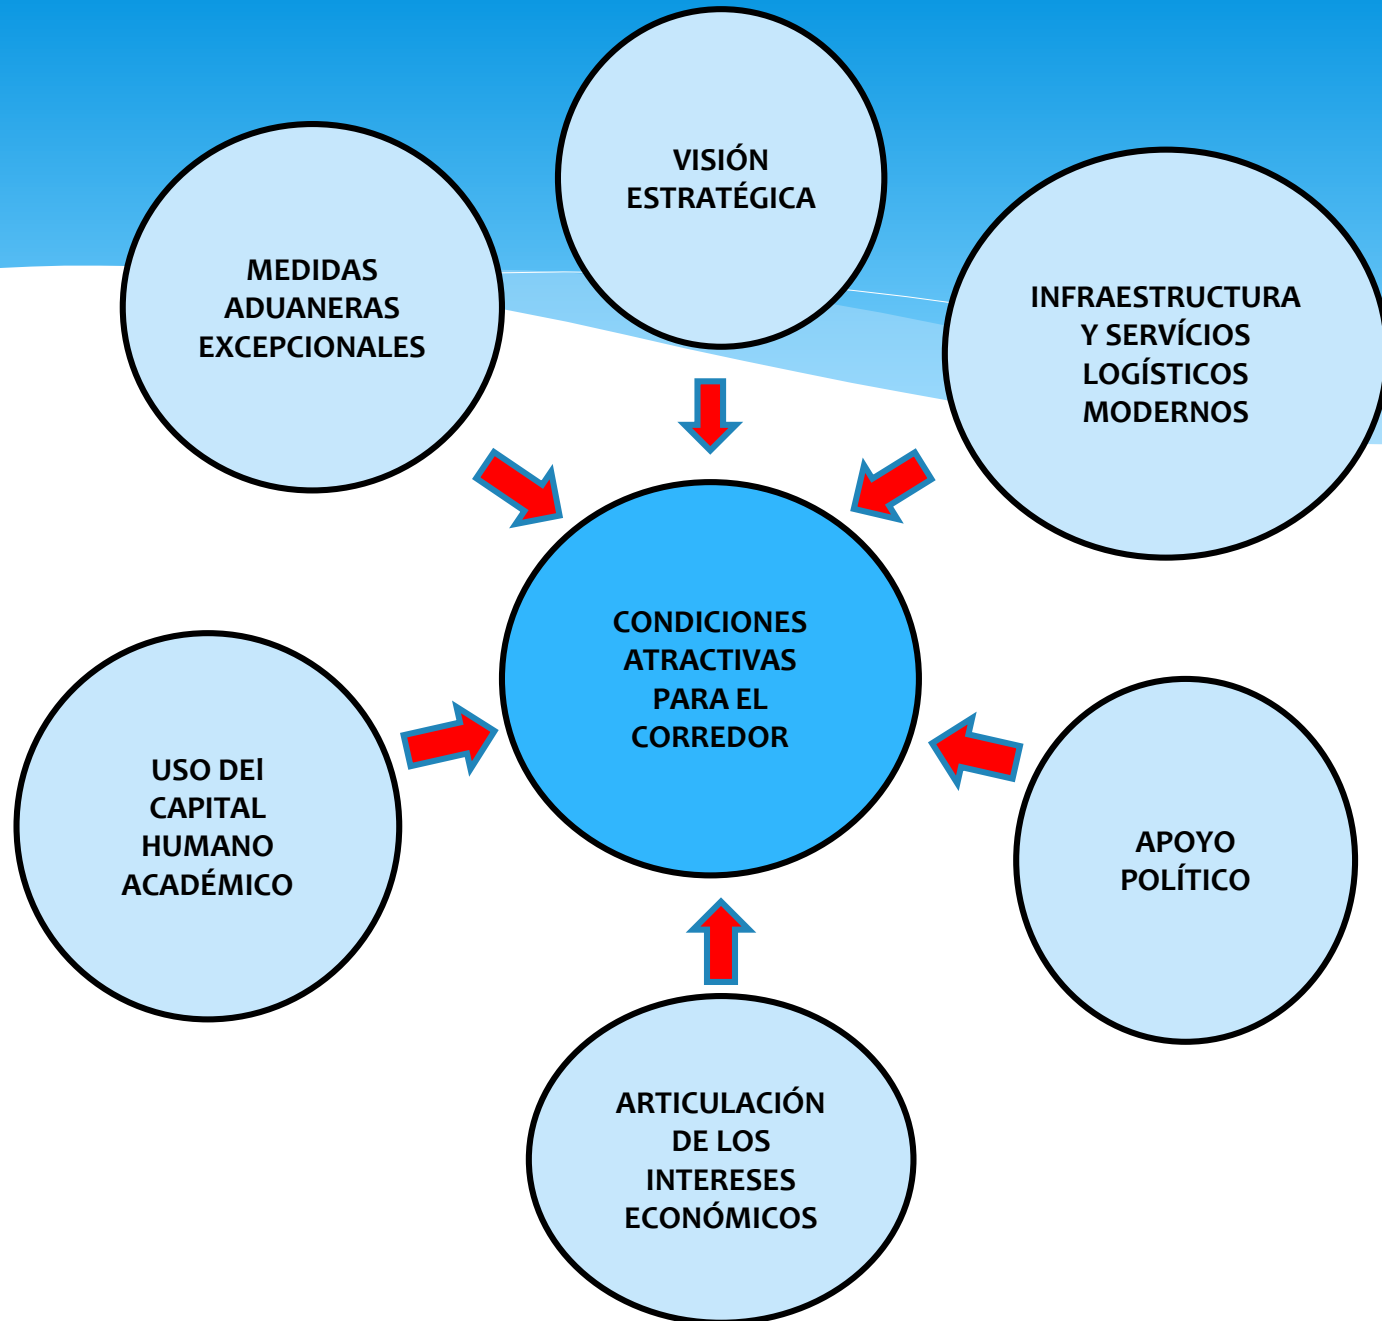 VISIÓN
ESTRATÉGICA
MEDIDAS
ADUANERAS
EXCEPCIONALES
INFRAESTRUCTURA
Y SERVÍCIOS
LOGÍSTICOS
MODERNOS
CONDICIONES
ATRACTIVAS
PARA EL
CORREDOR
USO DEl
CAPITAL
HUMANO
ACADÉMICO
APOYO
POLÍTICO
ARTICULACIÓN
DE LOS
INTERESES
ECONÓMICOS